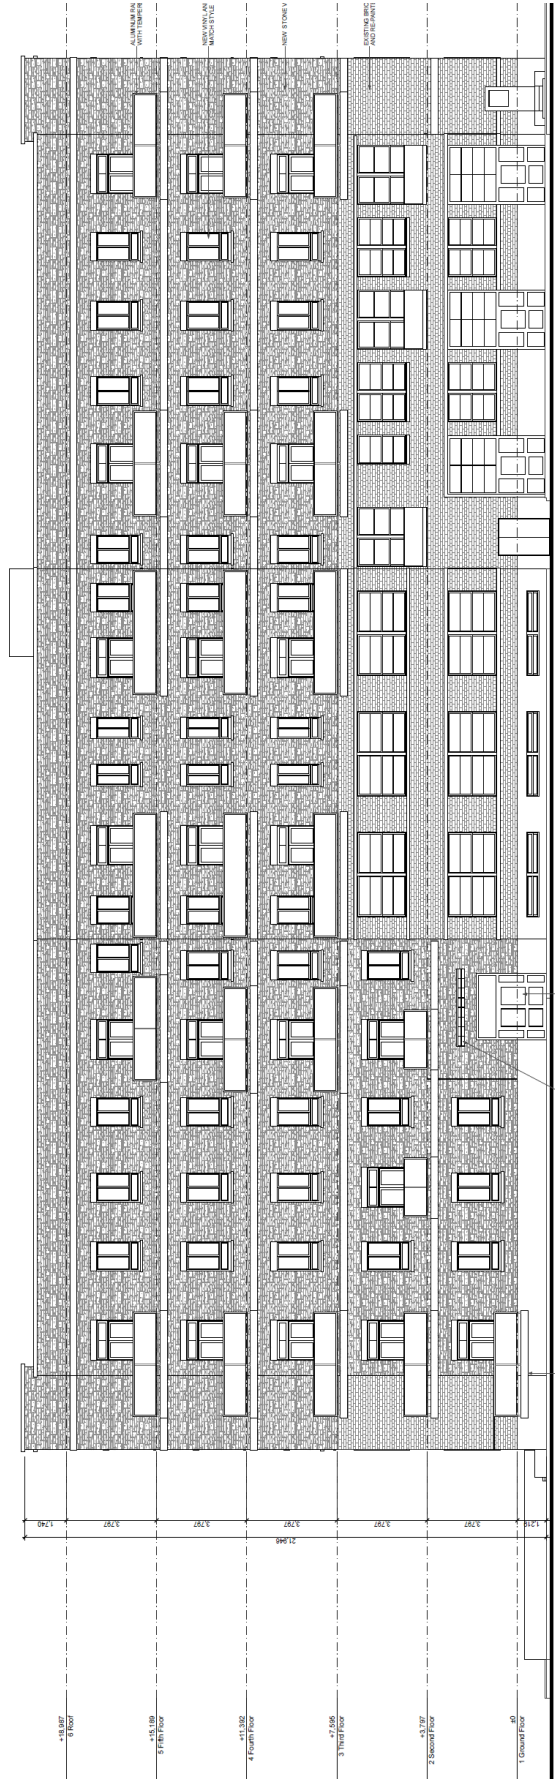 ALUMINUM RA
WITH TEMPER
NEW VINYL AN
MATCH STYLE
NEW STONE V
EXISTING BRIC
AND RE-PAINTI
1,740
3,797
3,797
3,797
3,797
3,797
1,219
21,946
+18,987
6 Roof
+15,189
5 Fifth Floor
+11,392
4 Fourth Floor
+7,595
3 Third Floor
+3,797
2 Second Floor
±0
1 Ground Floor